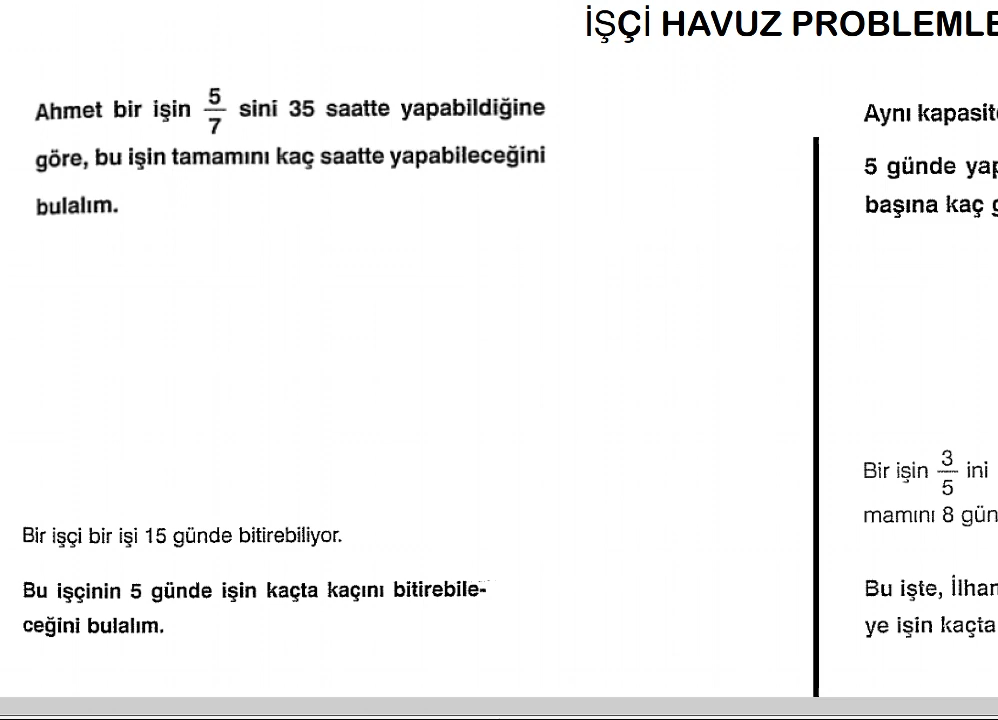 İŞÇİ HAVUZ PROBLEMLE
Ahmet bir işin 5/7 sini 35 saatte yapabildiğine
göre, bu işin tamamını kaç saatte yapabileceğini
bulalım.
Bir işçi bir işi 15 günde bitirebiliyor.
Bu işçinin 5 günde işin kaçta kaçını bitirebile-
ceğini bulalım.
Aynı kapasit
5 günde yap
başına kaç g
Bir işin 3/5 ini
mamını 8 gün
Bu işte, İlhan
ye işin kaçta